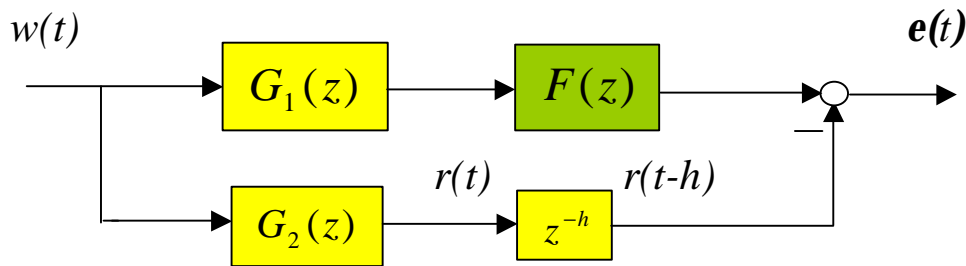 w(t)
e(t)
G₁(z)
F(z)
−
r(t)
r(t-h)
G₂(z)
z⁻ʰ